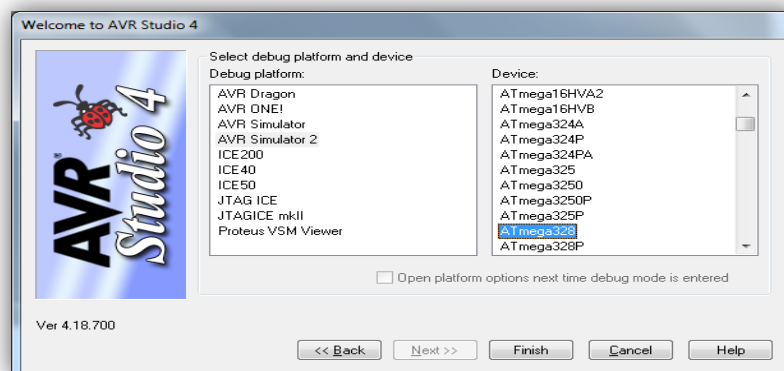 Welcome to AVR Studio 4
Select debug platform and device
Debug platform:
AVR Dragon
AVR ONE!
AVR Simulator
AVR Simulator 2
ICE200
ICE40
ICE50
JTAG ICE
JTAGICE mkII
Proteus VSM Viewer
Device:
ATmega16HVA2
ATmega16HVB
ATmega324A
ATmega324P
ATmega324PA
ATmega325
ATmega3250
ATmega3250P
ATmega325P
ATmega328
ATmega328P
Open platform options next time debug mode is entered
AVR
Studio 4
Ver 4.18.700
<< Back
Next >>
Finish
Cancel
Help